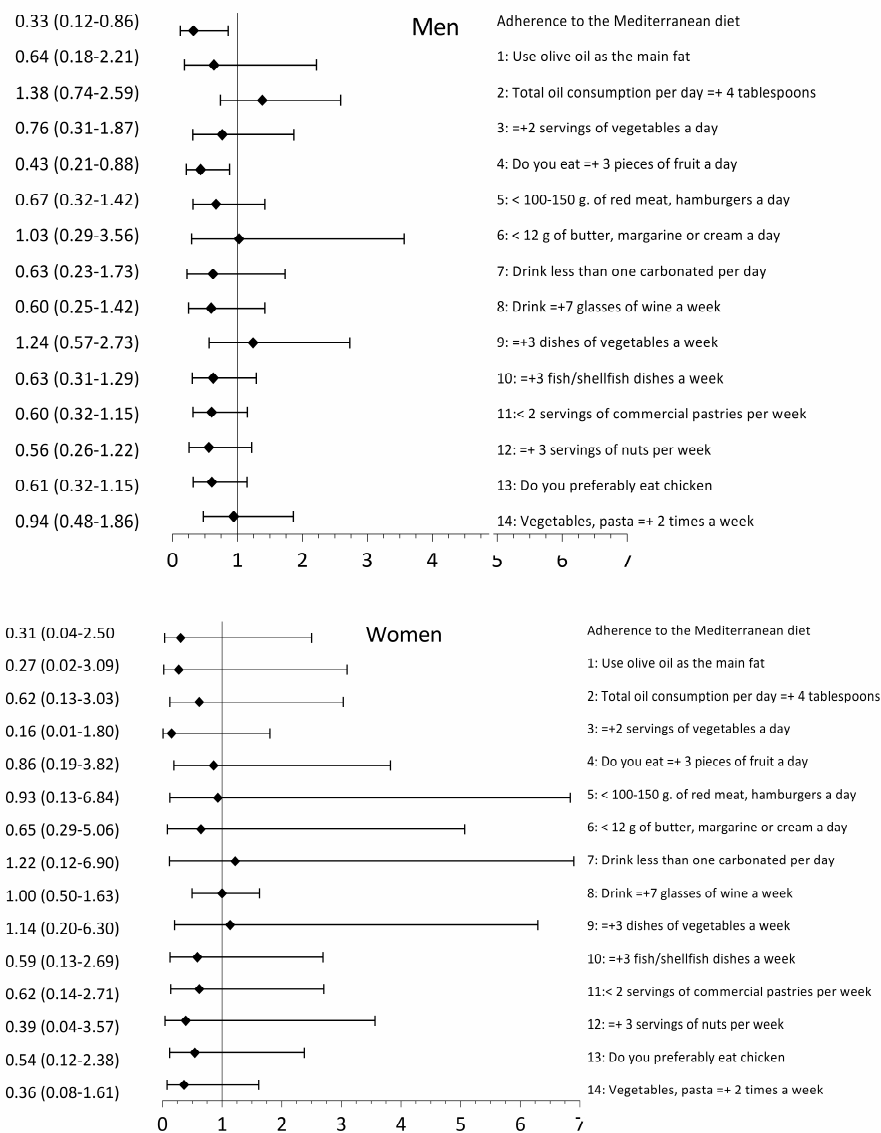 Men
0.33 (0.12-0.86) Adherence to the Mediterranean diet
0.64 (0.18-2.21) 1: Use olive oil as the main fat
1.38 (0.74-2.59) 2: Total oil consumption per day =+ 4 tablespoons
0.76 (0.31-1.87) 3: =+2 servings of vegetables a day
0.43 (0.21-0.88) 4: Do you eat =+ 3 pieces of fruit a day
0.67 (0.32-1.42) 5: < 100-150 g. of red meat, hamburgers a day
1.03 (0.29-3.56) 6: < 12 g of butter, margarine or cream a day
0.63 (0.23-1.73) 7: Drink less than one carbonated per day
0.60 (0.25-1.42) 8: Drink =+7 glasses of wine a week
1.24 (0.57-2.73) 9: =+3 dishes of vegetables a week
0.63 (0.31-1.29) 10: =+3 fish/shellfish dishes a week
0.60 (0.32-1.15) 11:< 2 servings of commercial pastries per week
0.56 (0.26-1.22) 12: =+ 3 servings of nuts per week
0.61 (0.32-1.15) 13: Do you preferably eat chicken
0.94 (0.48-1.86) 14: Vegetables, pasta =+ 2 times a week
0 1 2 3 4 5 6 7
Women
0.31 (0.04-2.50 Adherence to the Mediterranean diet
0.27 (0.02-3.09) 1: Use olive oil as the main fat
0.62 (0.13-3.03) 2: Total oil consumption per day =+ 4 tablespoons
0.16 (0.01-1.80) 3: =+2 servings of vegetables a day
0.86 (0.19-3.82) 4: Do you eat =+ 3 pieces of fruit a day
0.93 (0.13-6.84) 5: < 100-150 g. of red meat, hamburgers a day
0.65 (0.29-5.06) 6: < 12 g of butter, margarine or cream a day
1.22 (0.12-6.90) 7: Drink less than one carbonated per day
1.00 (0.50-1.63) 8: Drink =+7 glasses of wine a week
1.14 (0.20-6.30) 9: =+3 dishes of vegetables a week
0.59 (0.13-2.69) 10: =+3 fish/shellfish dishes a week
0.62 (0.14-2.71) 11:< 2 servings of commercial pastries per week
0.39 (0.04-3.57) 12: =+ 3 servings of nuts per week
0.54 (0.12-2.38) 13: Do you preferably eat chicken
0.36 (0.08-1.61) 14: Vegetables, pasta =+ 2 times a week
0 1 2 3 4 5 6 7